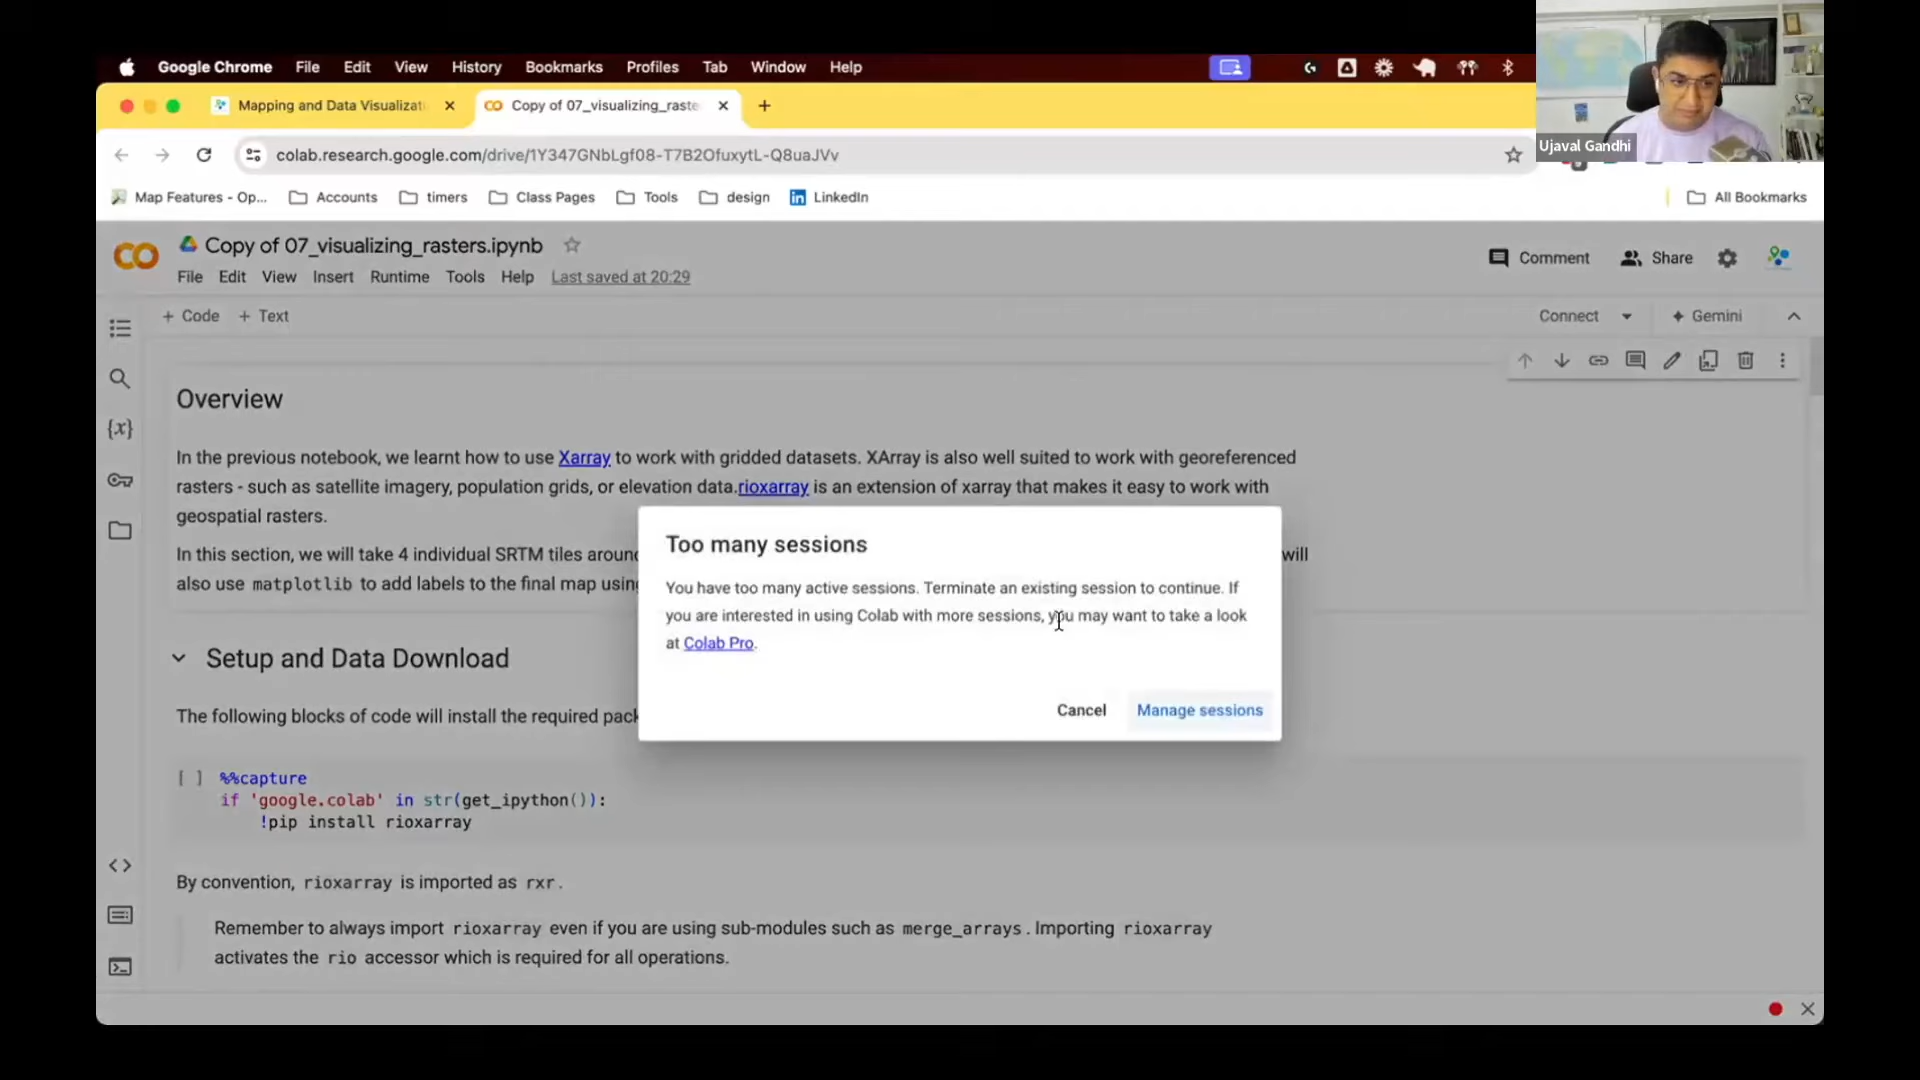 Google Chrome File Edit View History Bookmarks Profiles Tab Window Help
Ujaval Gandhi
Mapping and Data Visualizati
Copy of 07_visualizing_raste
colab.research.google.com/drive/1Y347GNbLgf08-T7B2OfuxytL-Q8uaJVv
Map Features - Op... Accounts timers Class Pages Tools design LinkedIn All Bookmarks
Copy of 07_visualizing_rasters.ipynb
File Edit View Insert Runtime Tools Help Last saved at 20:29
Comment Share
+ Code + Text Connect Gemini
Overview
In the previous notebook, we learnt how to use Xarray to work with gridded datasets. XArray is also well suited to work with georeferenced
rasters - such as satellite imagery, population grids, or elevation data.rioxarray is an extension of xarray that makes it easy to work with
geospatial rasters.
In this section, we will take 4 individual SRTM tiles around will
also use matplotlib to add labels to the final map using
Too many sessions
You have too many active sessions. Terminate an existing session to continue. If
you are interested in using Colab with more sessions, you may want to take a look
at Colab Pro.
Cancel Manage sessions
Setup and Data Download
The following blocks of code will install the required pack
[ ] %%capture
if 'google.colab' in str(get_ipython()):
!pip install rioxarray
By convention, rioxarray is imported as rxr.
Remember to always import rioxarray even if you are using sub-modules such as merge_arrays. Importing rioxarray
activates the rio accessor which is required for all operations.